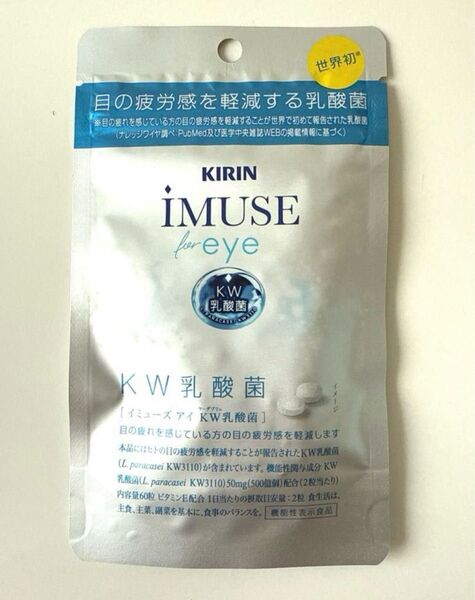 世界初※
目の疲労感を軽減する乳酸菌
※目の疲れを感じている方の目の疲労感を軽減することが世界で初めて報告された乳酸菌
(ナレッジワイヤ調べ:PubMed及び医学中央雑誌WEBの掲載情報に基づく)
KIRIN
iMUSE
for eye
KW
乳酸菌
L. PARACASEI KW3110
KW乳酸菌
イメージ
ケーダブリュ
[イミューズ アイ KW乳酸菌]
目の疲れを感じている方の目の疲労感を軽減します
本品にはヒトの目の疲労感を軽減することが報告されたKW乳酸菌
(L. paracasei KW3110)が含まれています。機能性関与成分 KW
乳酸菌(L. paracasei KW3110)50mg(500億個)配合(2粒当たり)
内容量60粒 ビタミンE配合 1日当たりの摂取目安量:2粒 食生活は、
主食、主菜、副菜を基本に、食事のバランスを。 機能性表示食品